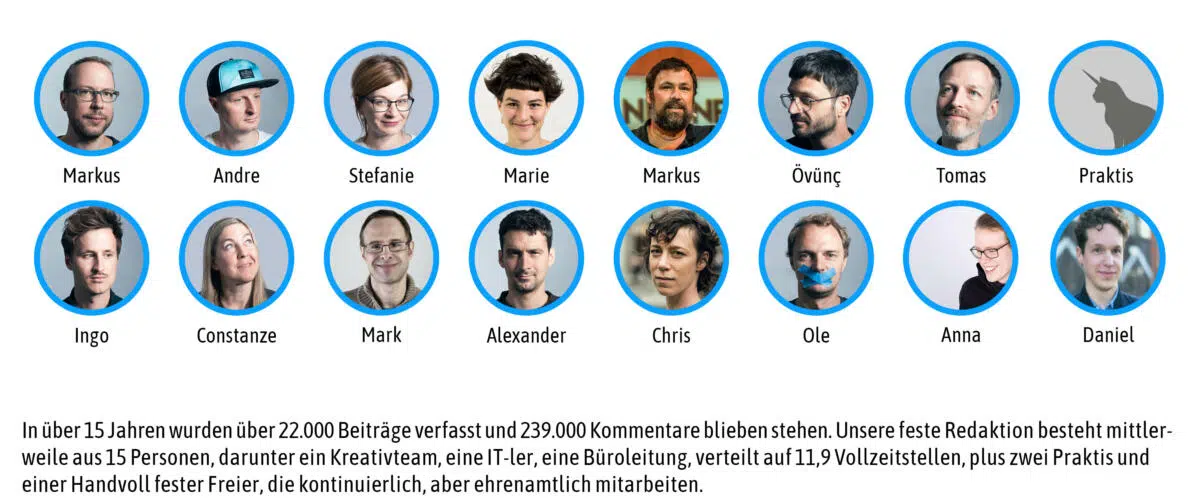 Markus Andre Stefanie Marie Markus Övünç Tomas Praktis
Ingo Constanze Mark Alexander Chris Ole Anna Daniel
In über 15 Jahren wurden über 22.000 Beiträge verfasst und 239.000 Kommentare blieben stehen. Unsere feste Redaktion besteht mittler-
weile aus 15 Personen, darunter ein Kreativteam, eine IT-ler, eine Büroleitung, verteilt auf 11,9 Vollzeitstellen, plus zwei Praktis und
einer Handvoll fester Freier, die kontinuierlich, aber ehrenamtlich mitarbeiten.